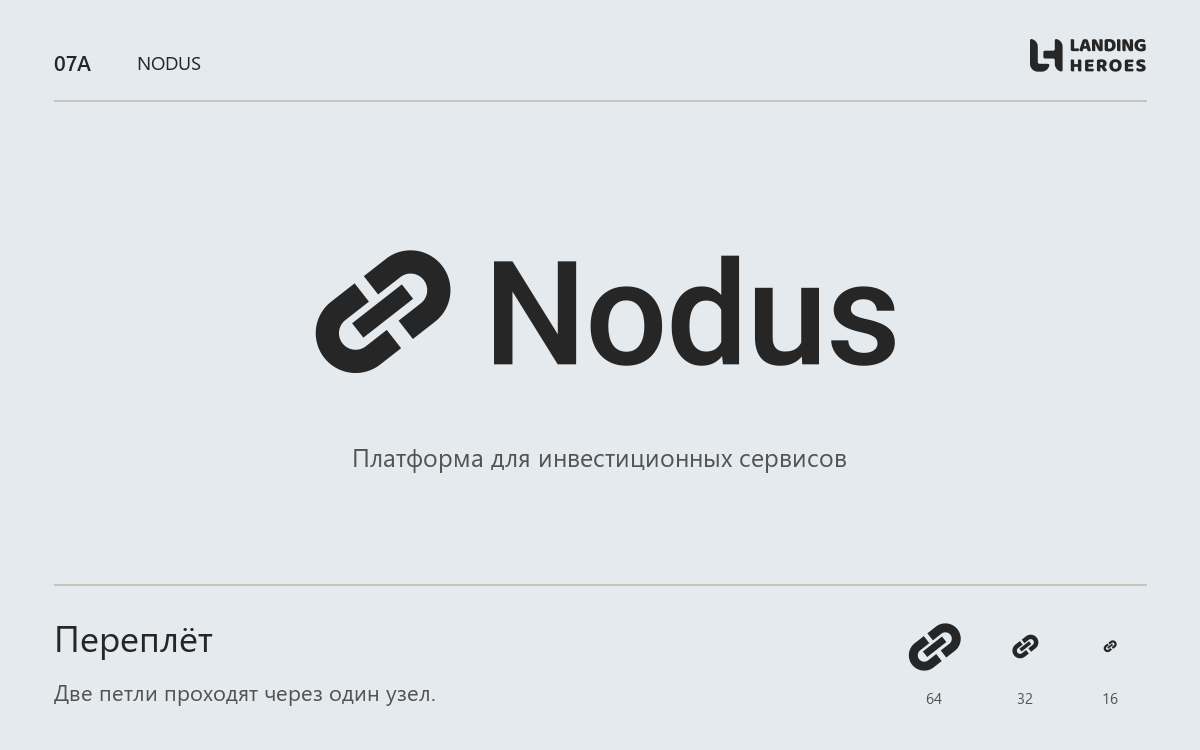 07A NODUS
LANDING
HEROES
Nodus
Платформа для инвестиционных сервисов
Переплёт
Две петли проходят через один узел.
64 32 16